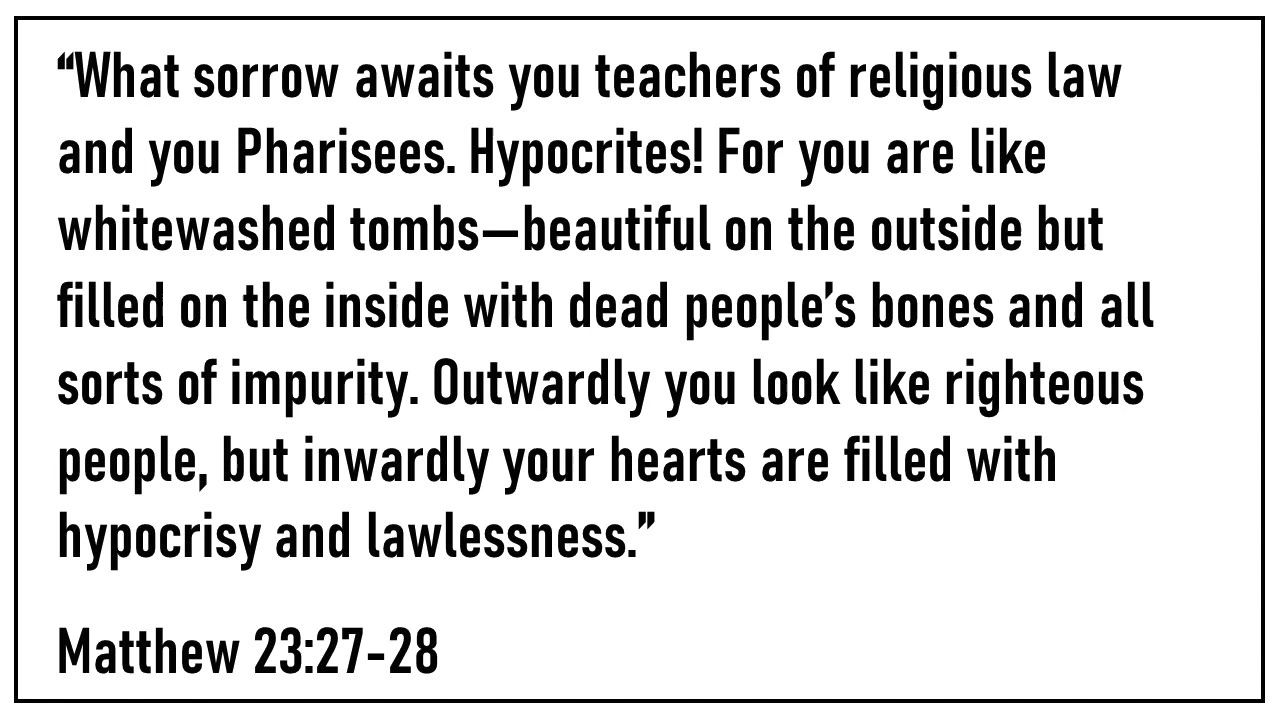 “What sorrow awaits you teachers of religious law
and you Pharisees. Hypocrites! For you are like
whitewashed tombs—beautiful on the outside but
filled on the inside with dead people’s bones and all
sorts of impurity. Outwardly you look like righteous
people, but inwardly your hearts are filled with
hypocrisy and lawlessness.”
Matthew 23:27-28